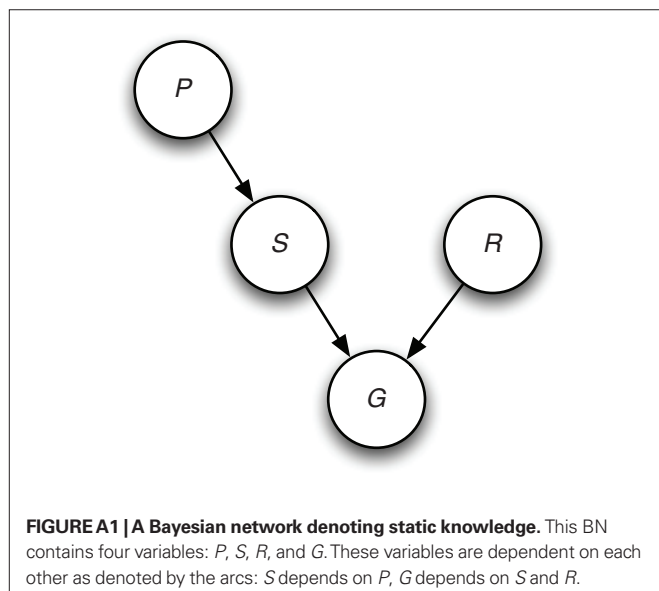 P
S
R
G
FIGURE A1 | A Bayesian network denoting static knowledge. This BN
contains four variables: P, S, R, and G. These variables are dependent on each
other as denoted by the arcs: S depends on P, G depends on S and R.